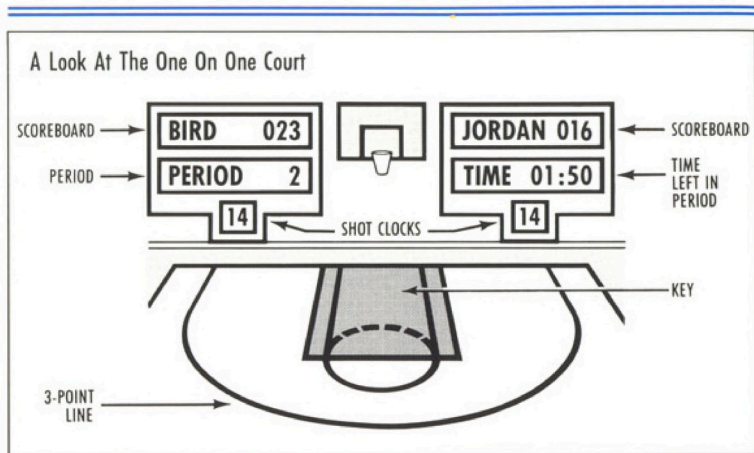 A Look At The One On One Court
SCOREBOARD
BIRD 023
JORDAN 016
SCOREBOARD
PERIOD
PERIOD 2
TIME 01:50
TIME
LEFT IN
PERIOD
14
SHOT CLOCKS
14
KEY
3-POINT
LINE